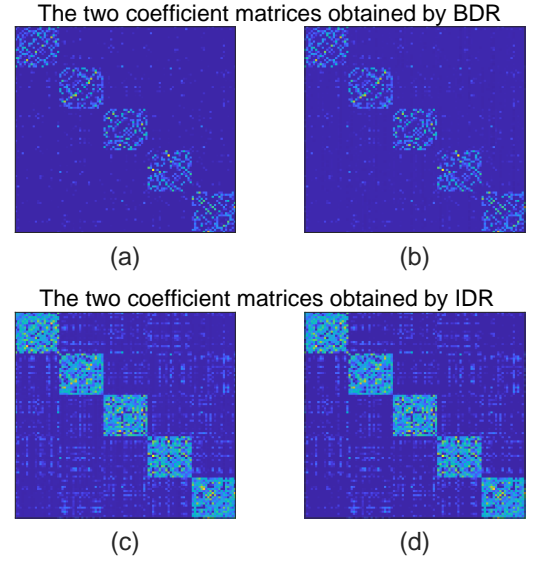 The two coefficient matrices obtained by BDR
(a)
(b)
The two coefficient matrices obtained by IDR
(c)
(d)